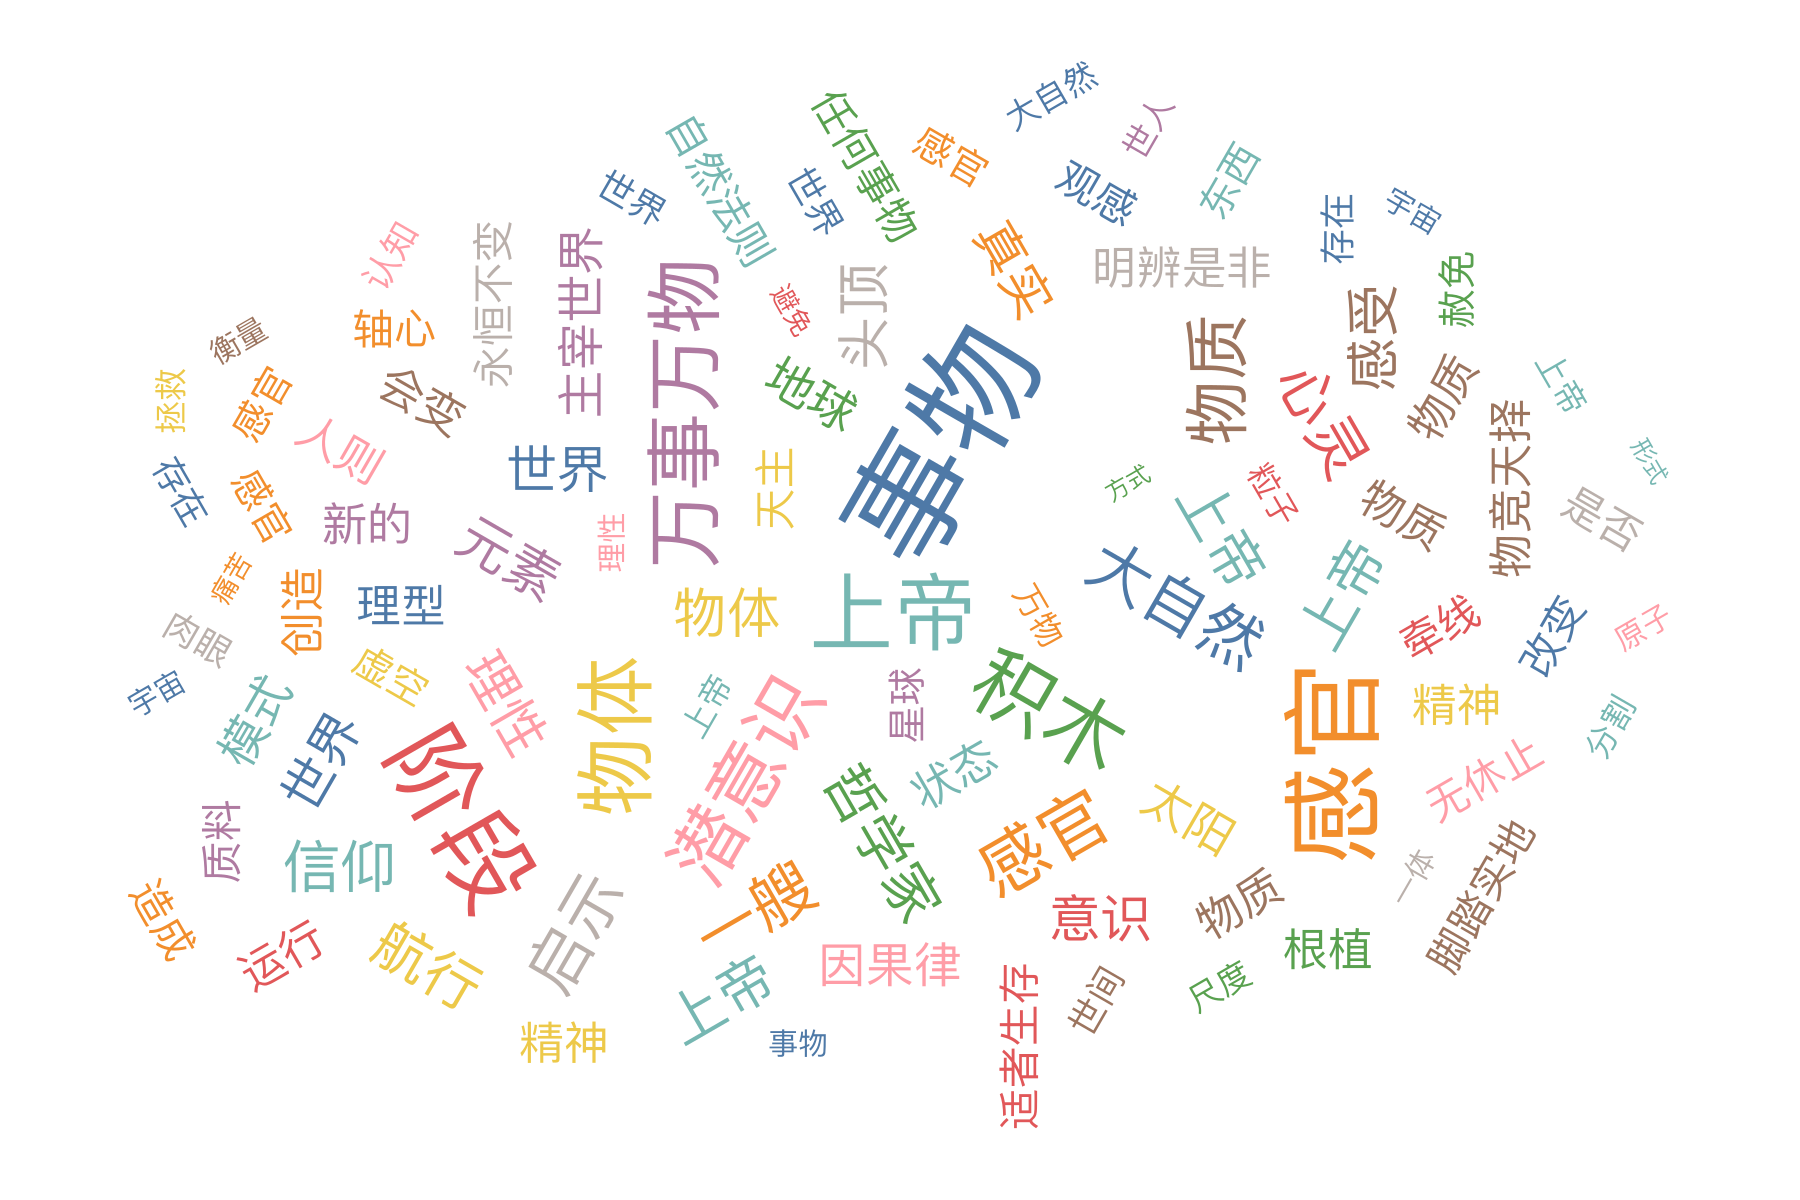 大自然
世人
任何事物
感官
自然法则
世界
世界
观感
东西
存在
宇宙
认知
永恒不变
主宰世界
万事万物
头顶
真实
明辨是非
赦免
避免
轴心
衡量
拯救
感官
会变
地球
事物
物质
感受
心灵
物质
上帝
人则
世界
天主
形式
物竞天择
存在
感官
新的
元素
理性
方式
粒子
物质
是否
上帝
痛苦
创造
理型
物体
上帝
万物
大自然
上帝
牵线
改变
原子
肉眼
宇宙
虚空
理性
物体
上帝
潜意识
星球
积木
感官
精神
分割
模式
世界
阶段
状态
太阳
无休止
质料
信仰
哲学家
感官
一体
脚踏实地
造成
运行
航行
启示
一艘
因果律
意识
物质
根植
上帝
精神
事物
适者生存
世间
尺度